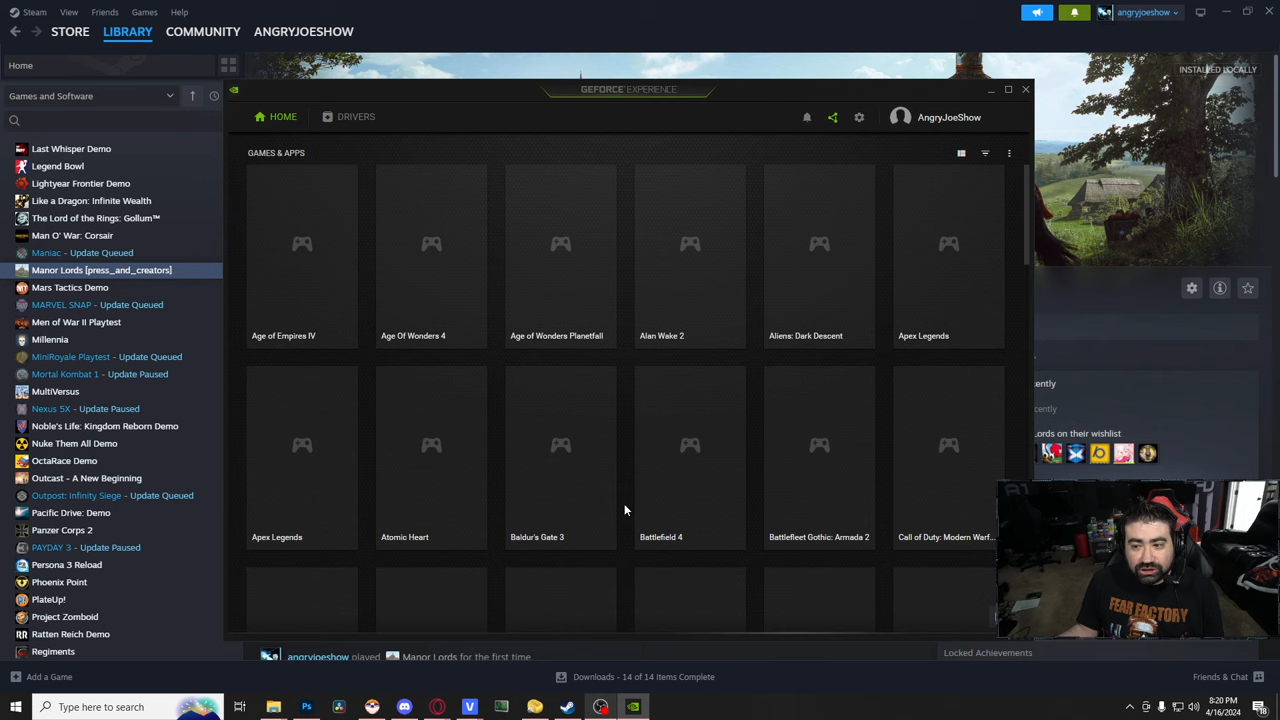 Steam View Friends Games Help
angryjoeshow
STORE LIBRARY COMMUNITY ANGRYJOESHOW
Home
INSTALLED LOCALLY
Games and Software
GEFORCE EXPERIENCE
HOME DRIVERS
AngryJoeShow
GAMES & APPS
Last Whisper Demo
Legend Bowl
Lightyear Frontier Demo
Like a Dragon: Infinite Wealth
The Lord of the Rings: Gollum™
Man O' War: Corsair
Maniac - Update Queued
Manor Lords [press_and_creators]
Mars Tactics Demo
MARVEL SNAP - Update Queued
Men of War II Playtest
Millennia
MiniRoyale Playtest - Update Queued
Mortal Kombat 1 - Update Paused
MultiVersus
Nexus 5X - Update Paused
Noble's Life: Kingdom Reborn Demo
Nuke Them All Demo
OctaRace Demo
Outcast - A New Beginning
Outpost: Infinity Siege - Update Queued
Pacific Drive: Demo
Panzer Corps 2
PAYDAY 3 - Update Paused
Persona 3 Reload
Phoenix Point
PlateUp!
Project Zomboid
Ratten Reich Demo
Regiments
Age of Empires IV
Age Of Wonders 4
Age of Wonders Planetfall
Alan Wake 2
Aliens: Dark Descent
Apex Legends
Apex Legends
Atomic Heart
Baldur's Gate 3
Battlefield 4
Battlefleet Gothic: Armada 2
Call of Duty: Modern Warf...
cently
cently
Lords on their wishlist
FEAR FACTORY
angryjoeshow played Manor Lords for the first time
Locked Achievements
Add a Game
Downloads - 14 of 14 Items Complete
Friends & Chat
Type here to search
8:20 PM
4/16/2024
18